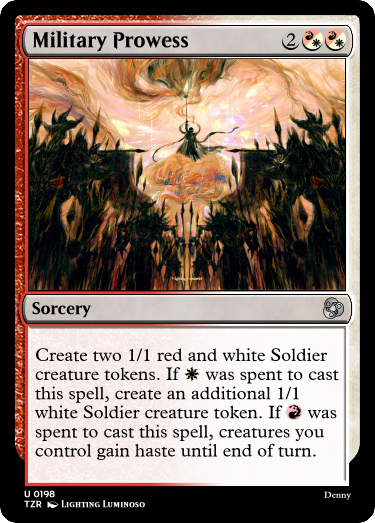 Military Prowess 2
Sorcery
Create two 1/1 red and white Soldier
creature tokens. If was spent to cast
this spell, create an additional 1/1
white Soldier creature token. If was
spent to cast this spell, creatures you
control gain haste until end of turn.
U 0198
TZR Lighting Luminoso
Denny